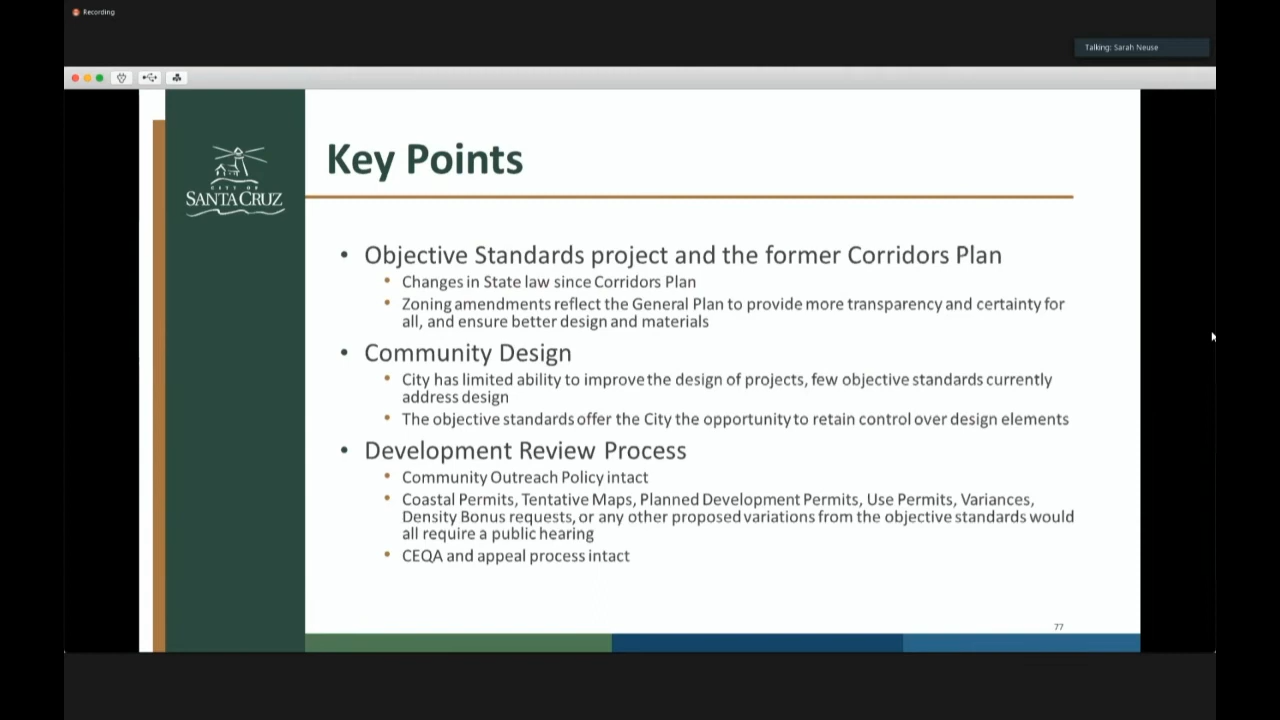 Recording
Talking: Sarah Neuse
CITY OF
SANTA CRUZ
Key Points
• Objective Standards project and the former Corridors Plan
• Changes in State law since Corridors Plan
• Zoning amendments reflect the General Plan to provide more transparency and certainty for
all, and ensure better design and materials
• Community Design
• City has limited ability to improve the design of projects, few objective standards currently
address design
• The objective standards offer the City the opportunity to retain control over design elements
• Development Review Process
• Community Outreach Policy intact
• Coastal Permits, Tentative Maps, Planned Development Permits, Use Permits, Variances,
Density Bonus requests, or any other proposed variations from the objective standards would
all require a public hearing
• CEQA and appeal process intact
77